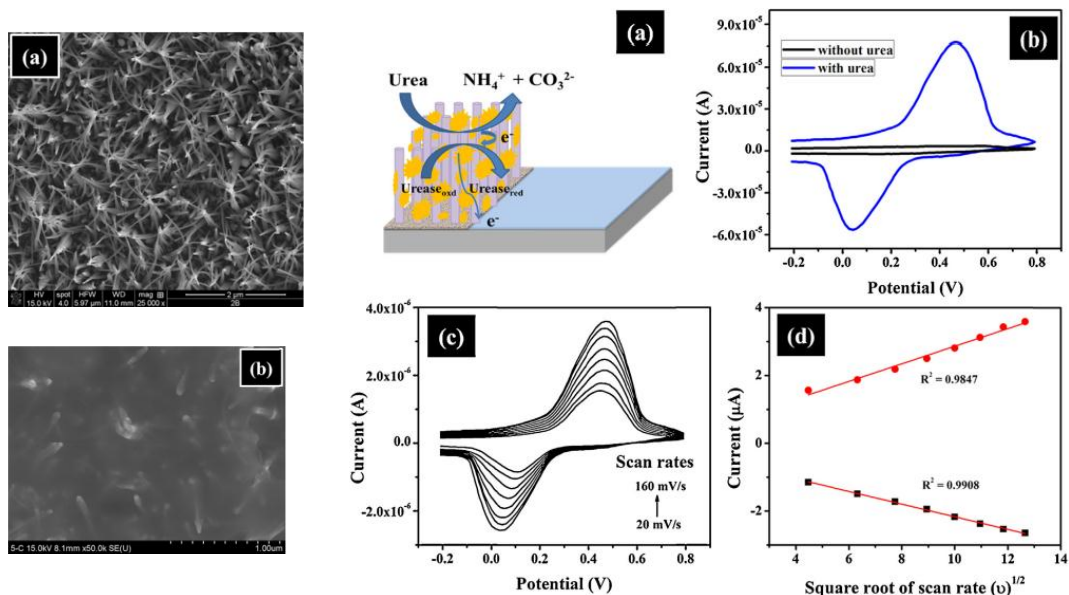 (a)
HV
spot
HFW
WD
mag
15.0 kV
4.0
5.97 µm
11.0 mm
25 000 x
2 µm
2B
(b)
5-C 15.0kV 8.1mm x50.0k SE(U)
1.00um
(a)
Urea
NH₄⁺ + CO₃²⁻
e⁻
Urease_oxd
Urease_red
e⁻
(b)
without urea
with urea
Current (A)
9.0x10⁻⁵
6.0x10⁻⁵
3.0x10⁻⁵
0.0
-3.0x10⁻⁵
-6.0x10⁻⁵
-0.2 0.0 0.2 0.4 0.6 0.8
Potential (V)
(c)
Current (A)
4.0x10⁻⁶
2.0x10⁻⁶
0.0
-2.0x10⁻⁶
Scan rates
160 mV/s
20 mV/s
-0.2 0.0 0.2 0.4 0.6 0.8
Potential (V)
(d)
Current (µA)
4
2
0
-2
R² = 0.9847
R² = 0.9908
4 6 8 10 12 14
Square root of scan rate (υ)¹/²